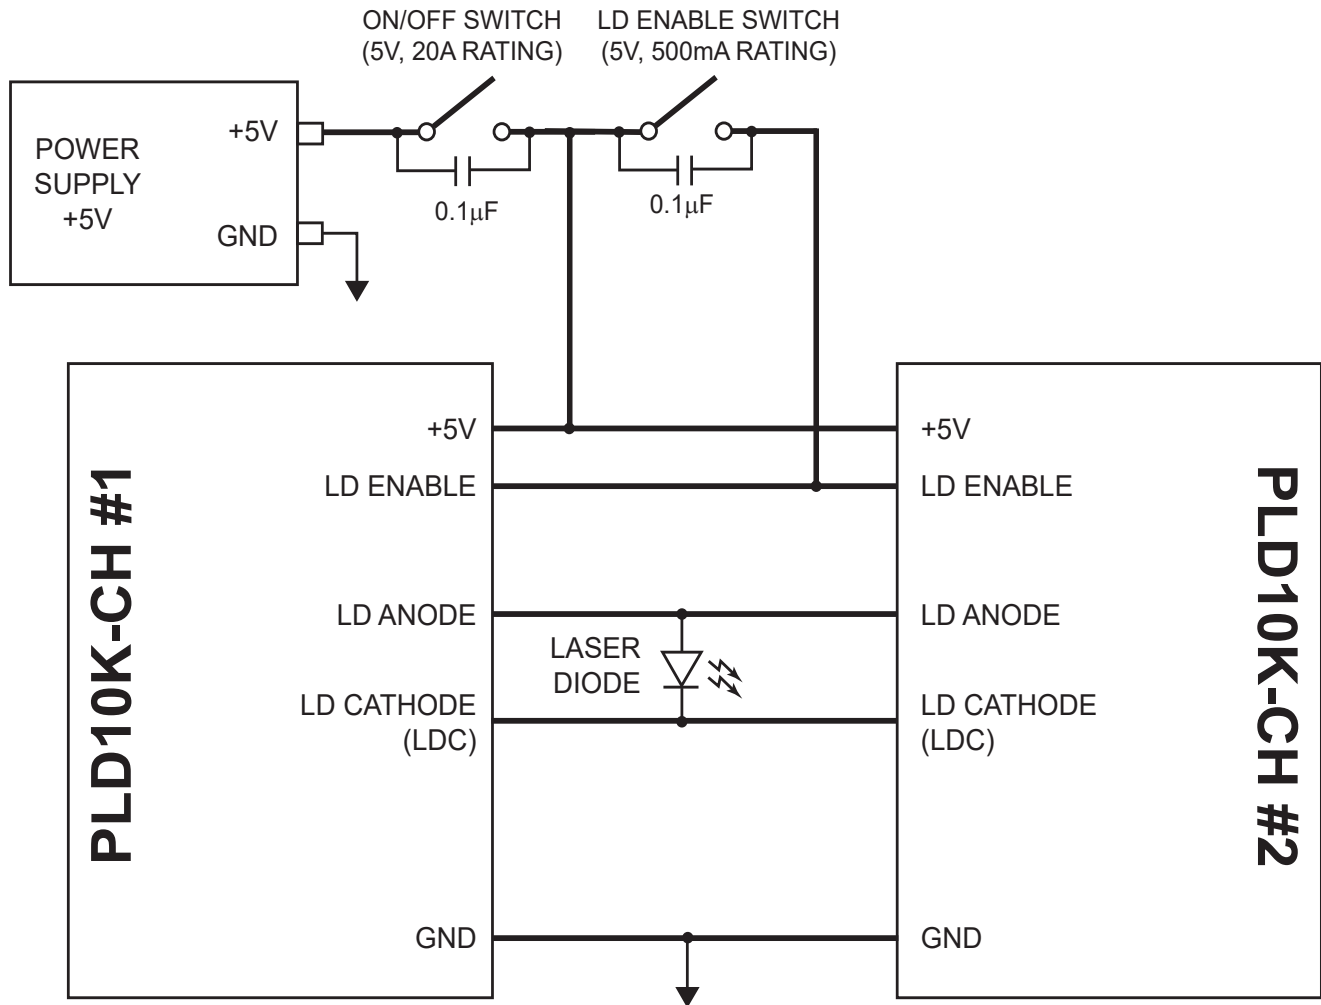 ON/OFF SWITCH
(5V, 20A RATING)
LD ENABLE SWITCH
(5V, 500mA RATING)
POWER
SUPPLY
+5V
+5V
GND
0.1μF
0.1μF
PLD10K-CH #1
+5V
LD ENABLE
LD ANODE
LD CATHODE
(LDC)
GND
LASER
DIODE
+5V
LD ENABLE
LD ANODE
LD CATHODE
(LDC)
GND
PLD10K-CH #2